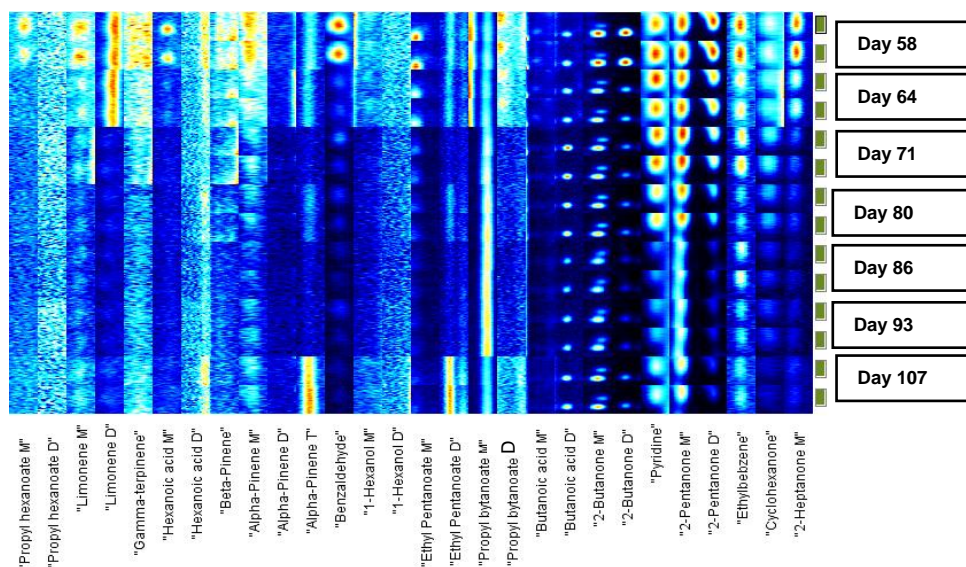 Day 58
Day 64
Day 71
Day 80
Day 86
Day 93
Day 107
"Propyl hexanoate M"
"Propyl hexanoate D"
"Limonene M"
"Limonene D"
"Gamma-terpinene"
"Hexanoic acid M"
"Hexanoic acid D"
"Beta-Pinene"
"Alpha-Pinene M"
"Alpha-Pinene D"
"Alpha-Pinene T"
"Benzaldehyde"
"1-Hexanol M"
"1-Hexanol D"
"Ethyl Pentanoate M"
"Ethyl Pentanoate D"
"Propyl bytanoate M"
"Propyl bytanoate D
"Butanoic acid M"
"Butanoic acid D"
"2-Butanone M"
"2-Butanone D"
"Pyridine"
"2-Pentanone M"
"2-Pentanone D"
"Ethylbebzene"
"Cyclohexanone"
"2-Heptanone M"